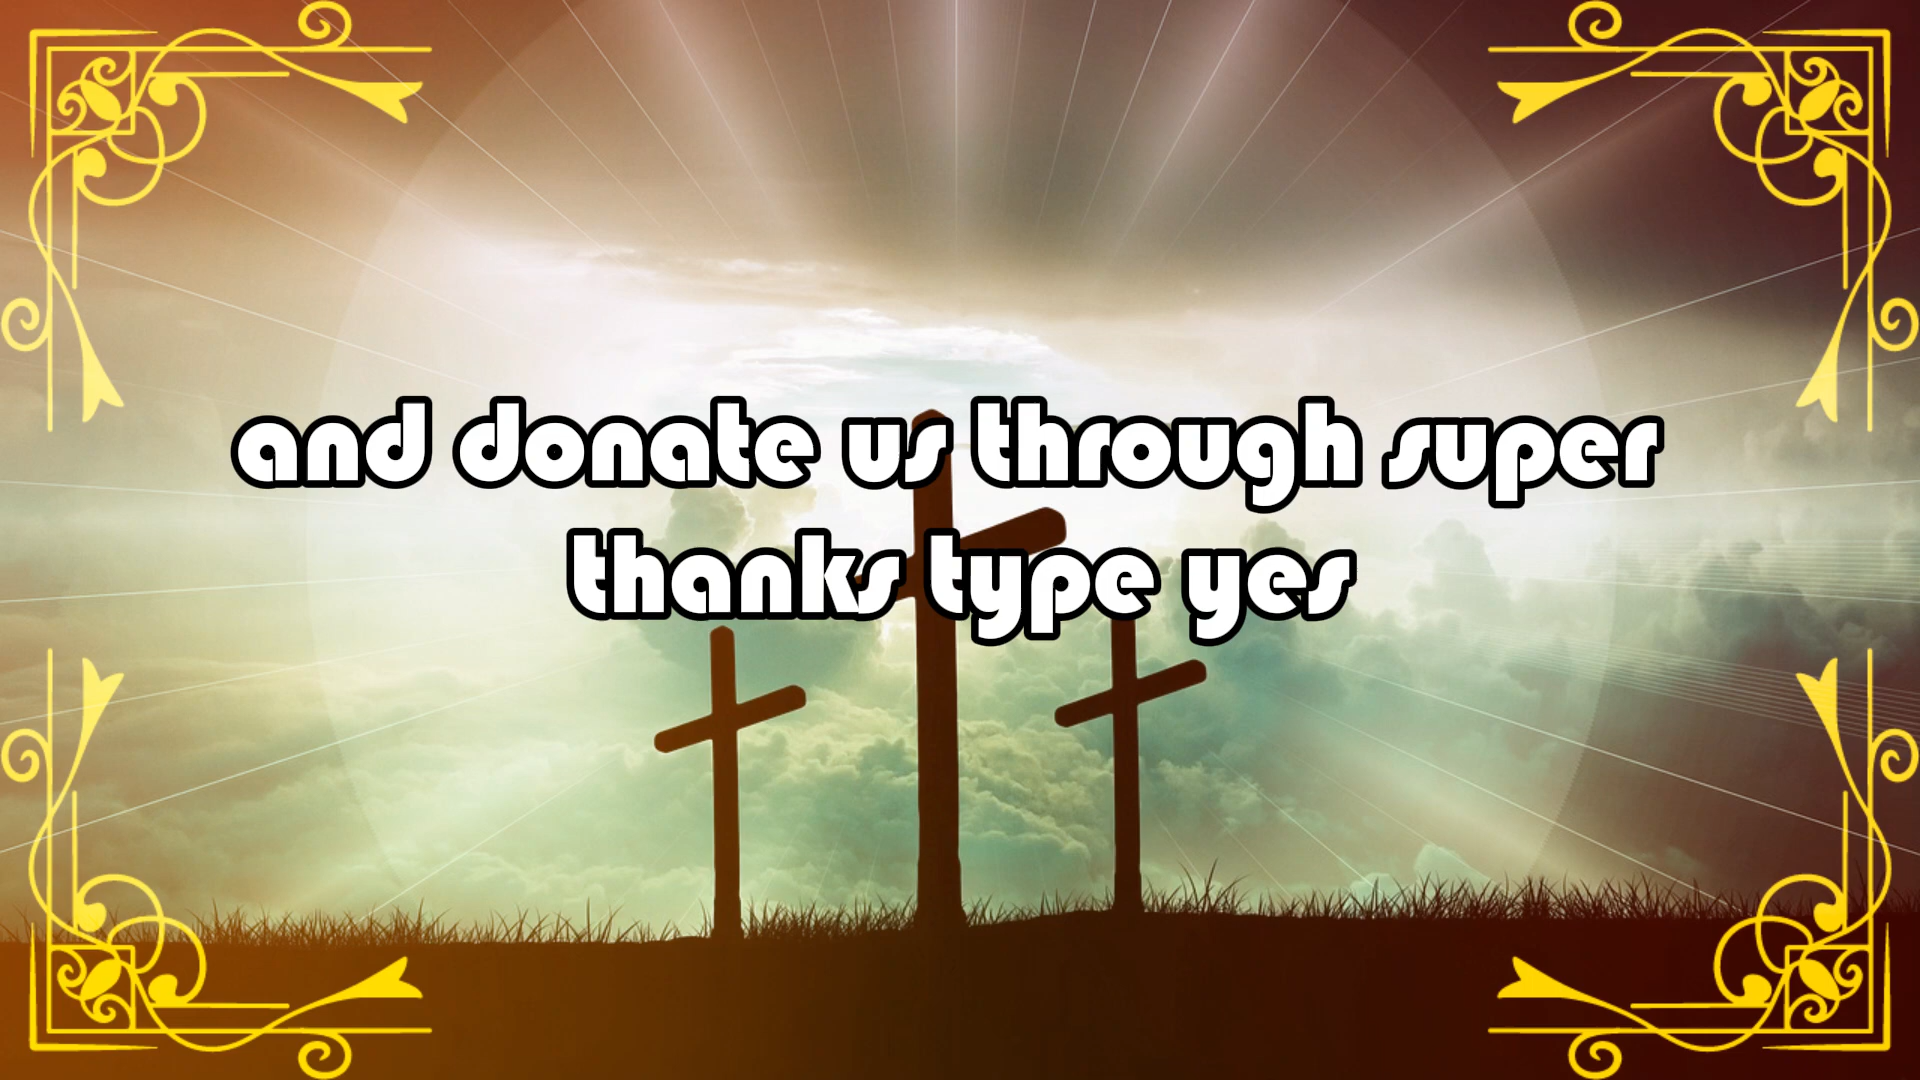 and donate us through super
thanks type yes